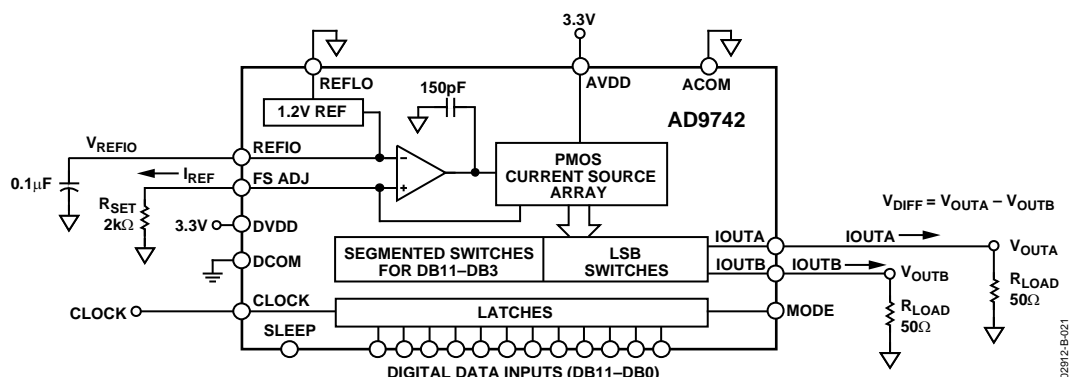 3.3V
REFLO
150pF
AVDD
ACOM
1.2V REF
AD9742
VREFIO
REFIO
–
PMOS
CURRENT SOURCE
ARRAY
0.1μF
IREF
FS ADJ
+
RSET
2kΩ
3.3V
DVDD
VDIFF = VOUTA – VOUTB
DCOM
SEGMENTED SWITCHES
FOR DB11–DB3
LSB
SWITCHES
IOUTA
IOUTA
VOUTA
IOUTB
IOUTB
VOUTB
RLOAD
50Ω
RLOAD
50Ω
CLOCK
CLOCK
LATCHES
MODE
SLEEP
DIGITAL DATA INPUTS (DB11–DB0)
02912-B-021